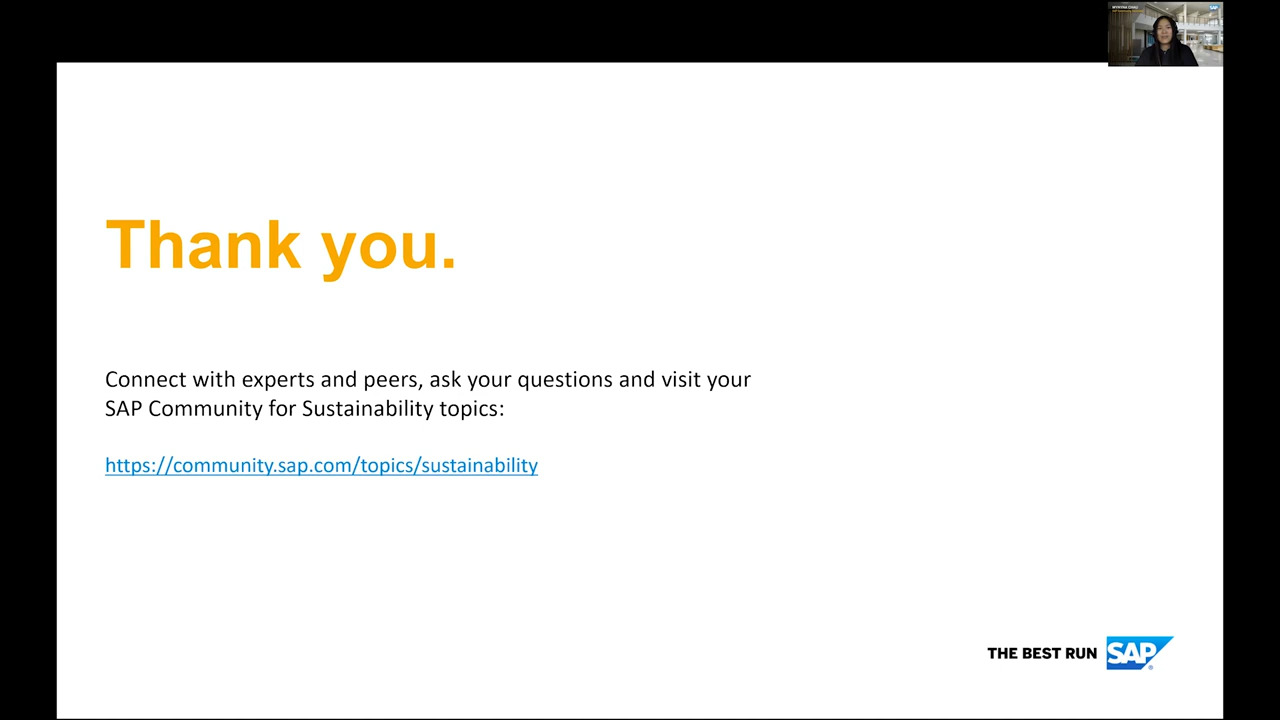 SAP
Thank you.
Connect with experts and peers, ask your questions and visit your
SAP Community for Sustainability topics:
https://community.sap.com/topics/sustainability
THE BEST RUN SAP